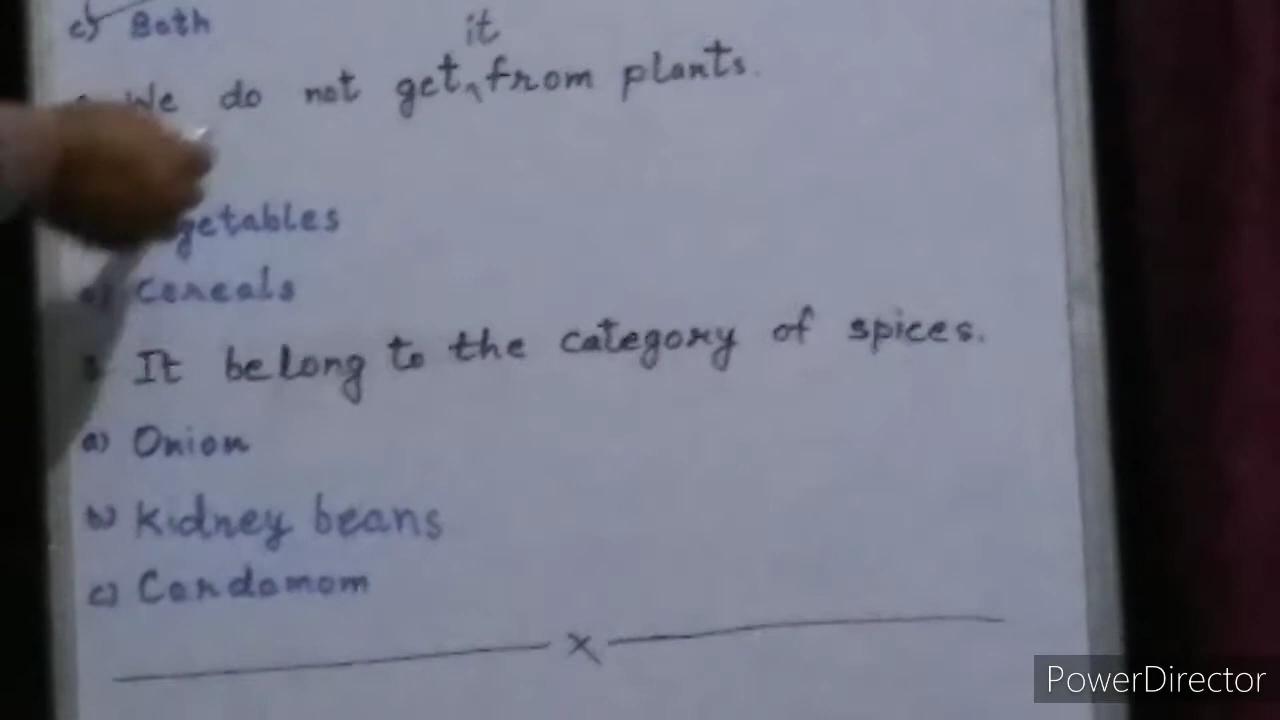 c) Both
it
We do not get from plants.
getables
Cereals
It belong to the category of spices.
a) Onion
b) Kidney beans
c) Cardamom
X
PowerDirector